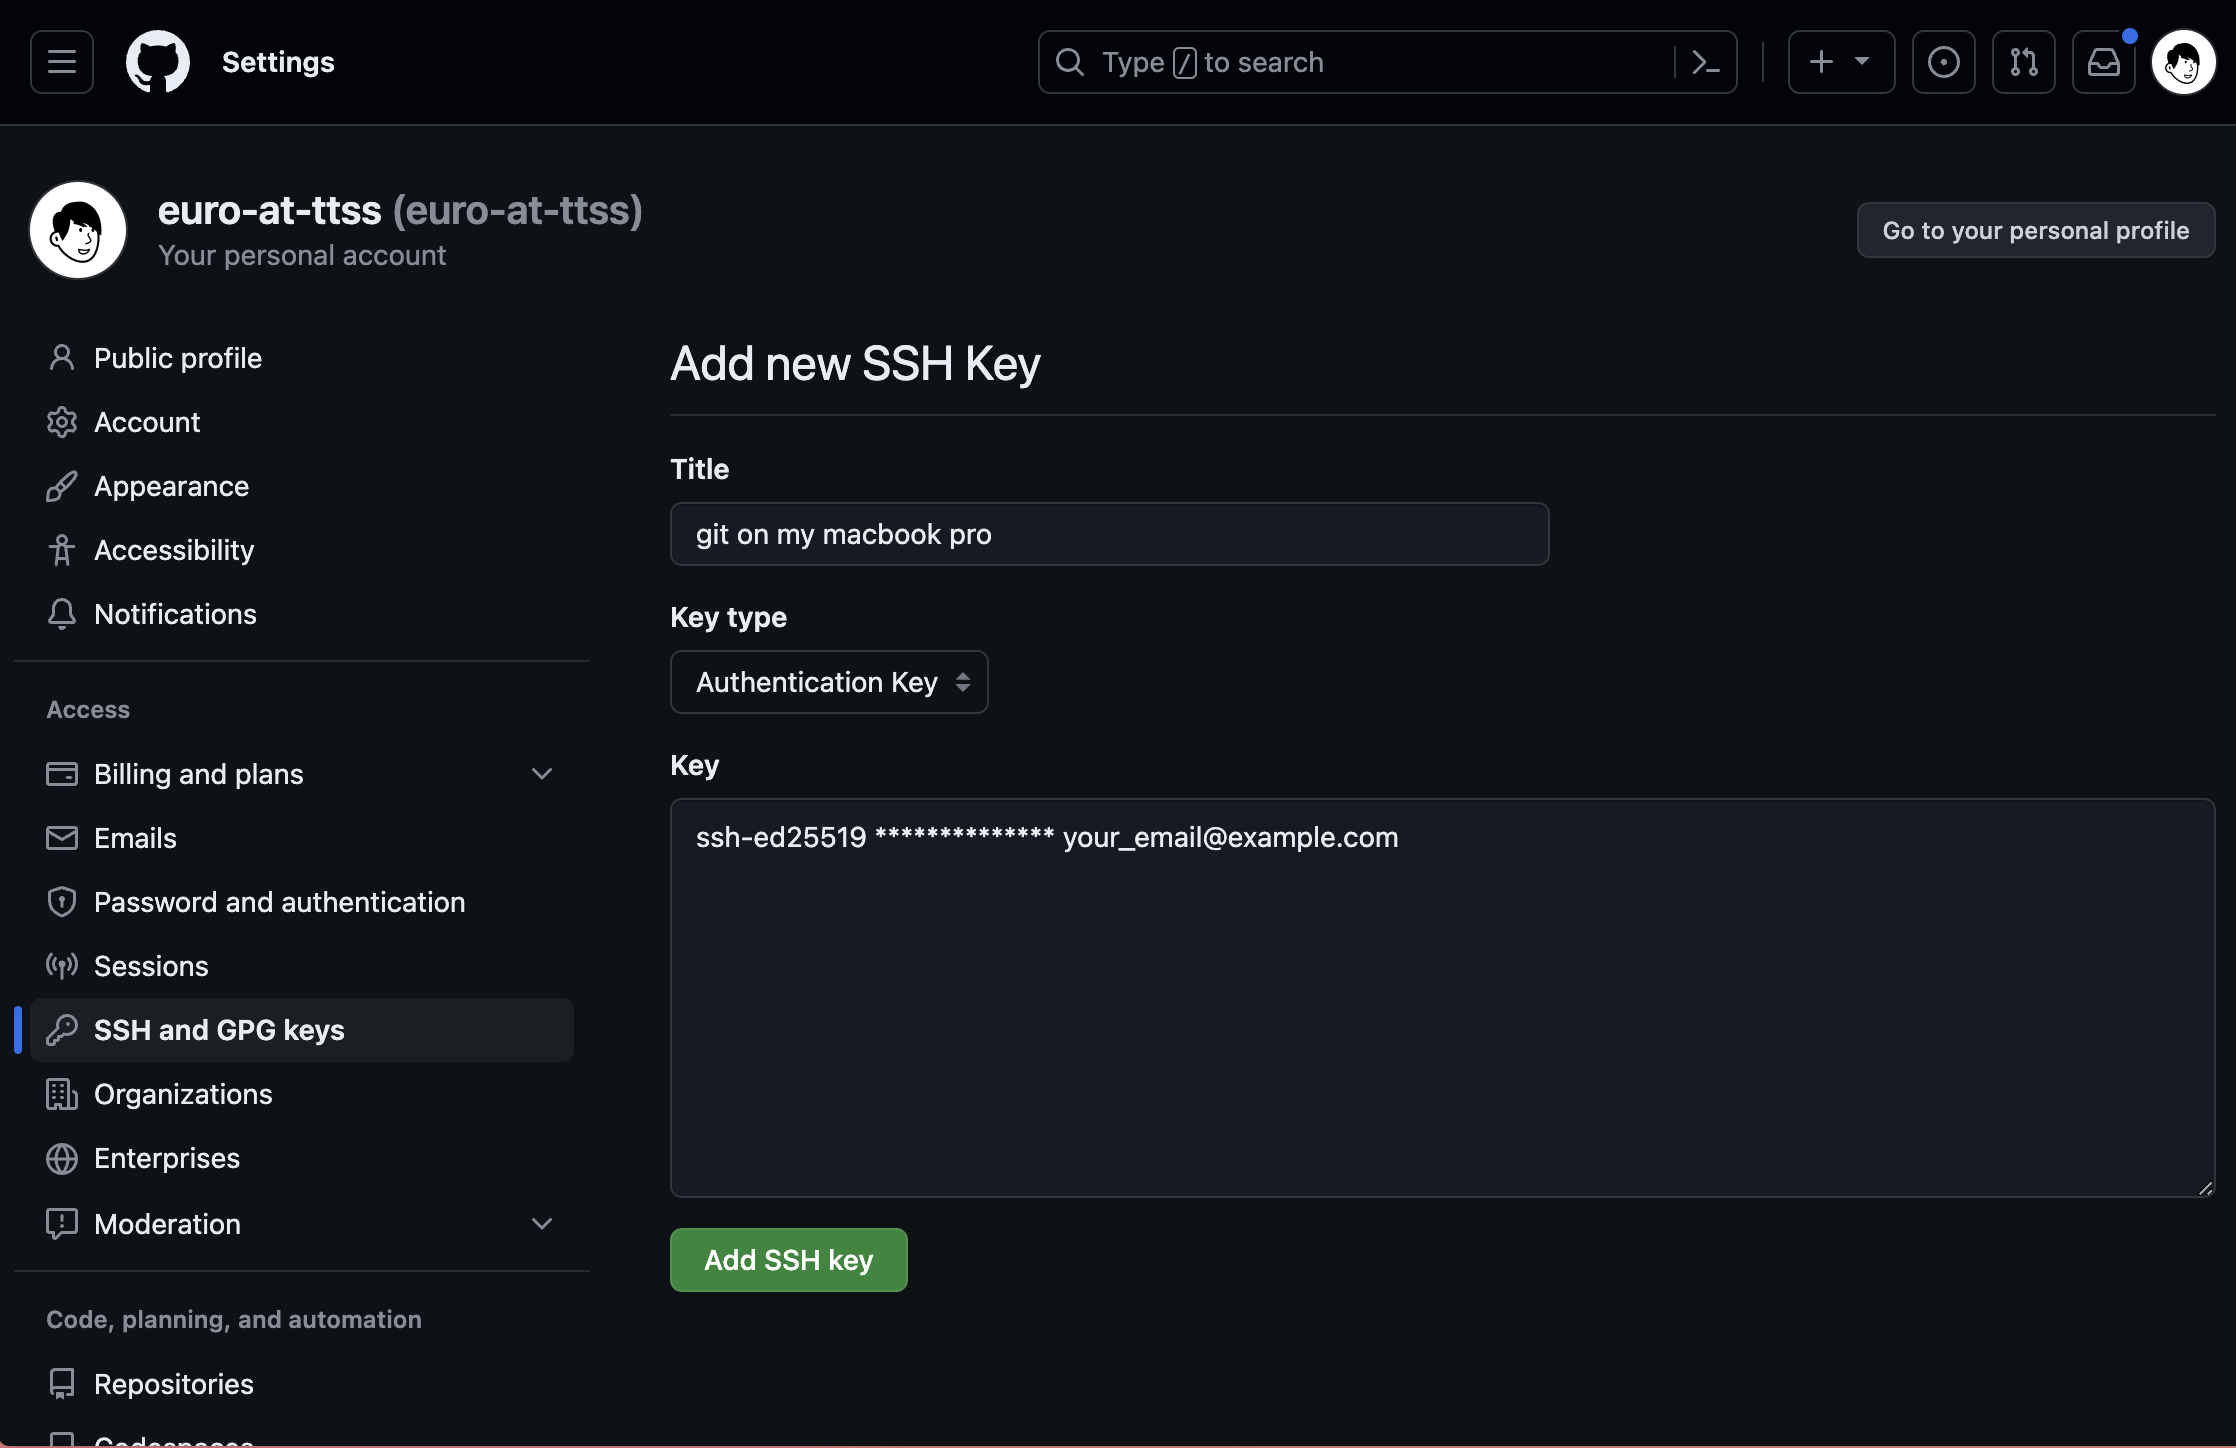 Settings
Type / to search
euro-at-ttss (euro-at-ttss)
Your personal account
Go to your personal profile
Public profile
Account
Appearance
Accessibility
Notifications
Access
Billing and plans
Emails
Password and authentication
Sessions
SSH and GPG keys
Organizations
Enterprises
Moderation
Code, planning, and automation
Repositories
Codespaces
Add new SSH Key
Title
git on my macbook pro
Key type
Authentication Key
Key
ssh-ed25519 ************** your_email@example.com
Add SSH key